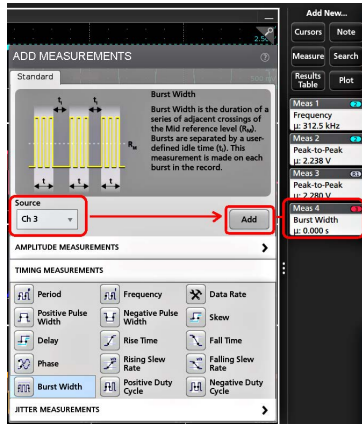 Add New...
Cursors
Note
Measure
Search
Results
Table
Plot
ADD MEASUREMENTS
Standard
Burst Width
Burst Width is the duration of a
series of adjacent crossings of
the Mid reference level (RM).
Bursts are separated by a user-
defined idle time (tI). This
measurement is made on each
burst in the record.
tI
tI
RM
t
t
t
Source
Ch 3
Add
AMPLITUDE MEASUREMENTS
TIMING MEASUREMENTS
Period
Frequency
Data Rate
Positive Pulse
Width
Negative Pulse
Width
Skew
Delay
Rise Time
Fall Time
Phase
Rising Slew
Rate
Falling Slew
Rate
Burst Width
Positive Duty
Cycle
Negative Duty
Cycle
JITTER MEASUREMENTS
Meas 1
Frequency
µ: 312.5 kHz
Meas 2
Peak-to-Peak
µ: 2.238 V
Meas 3
Peak-to-Peak
µ: 2.280 V
Meas 4
Burst Width
µ: 0.000 s